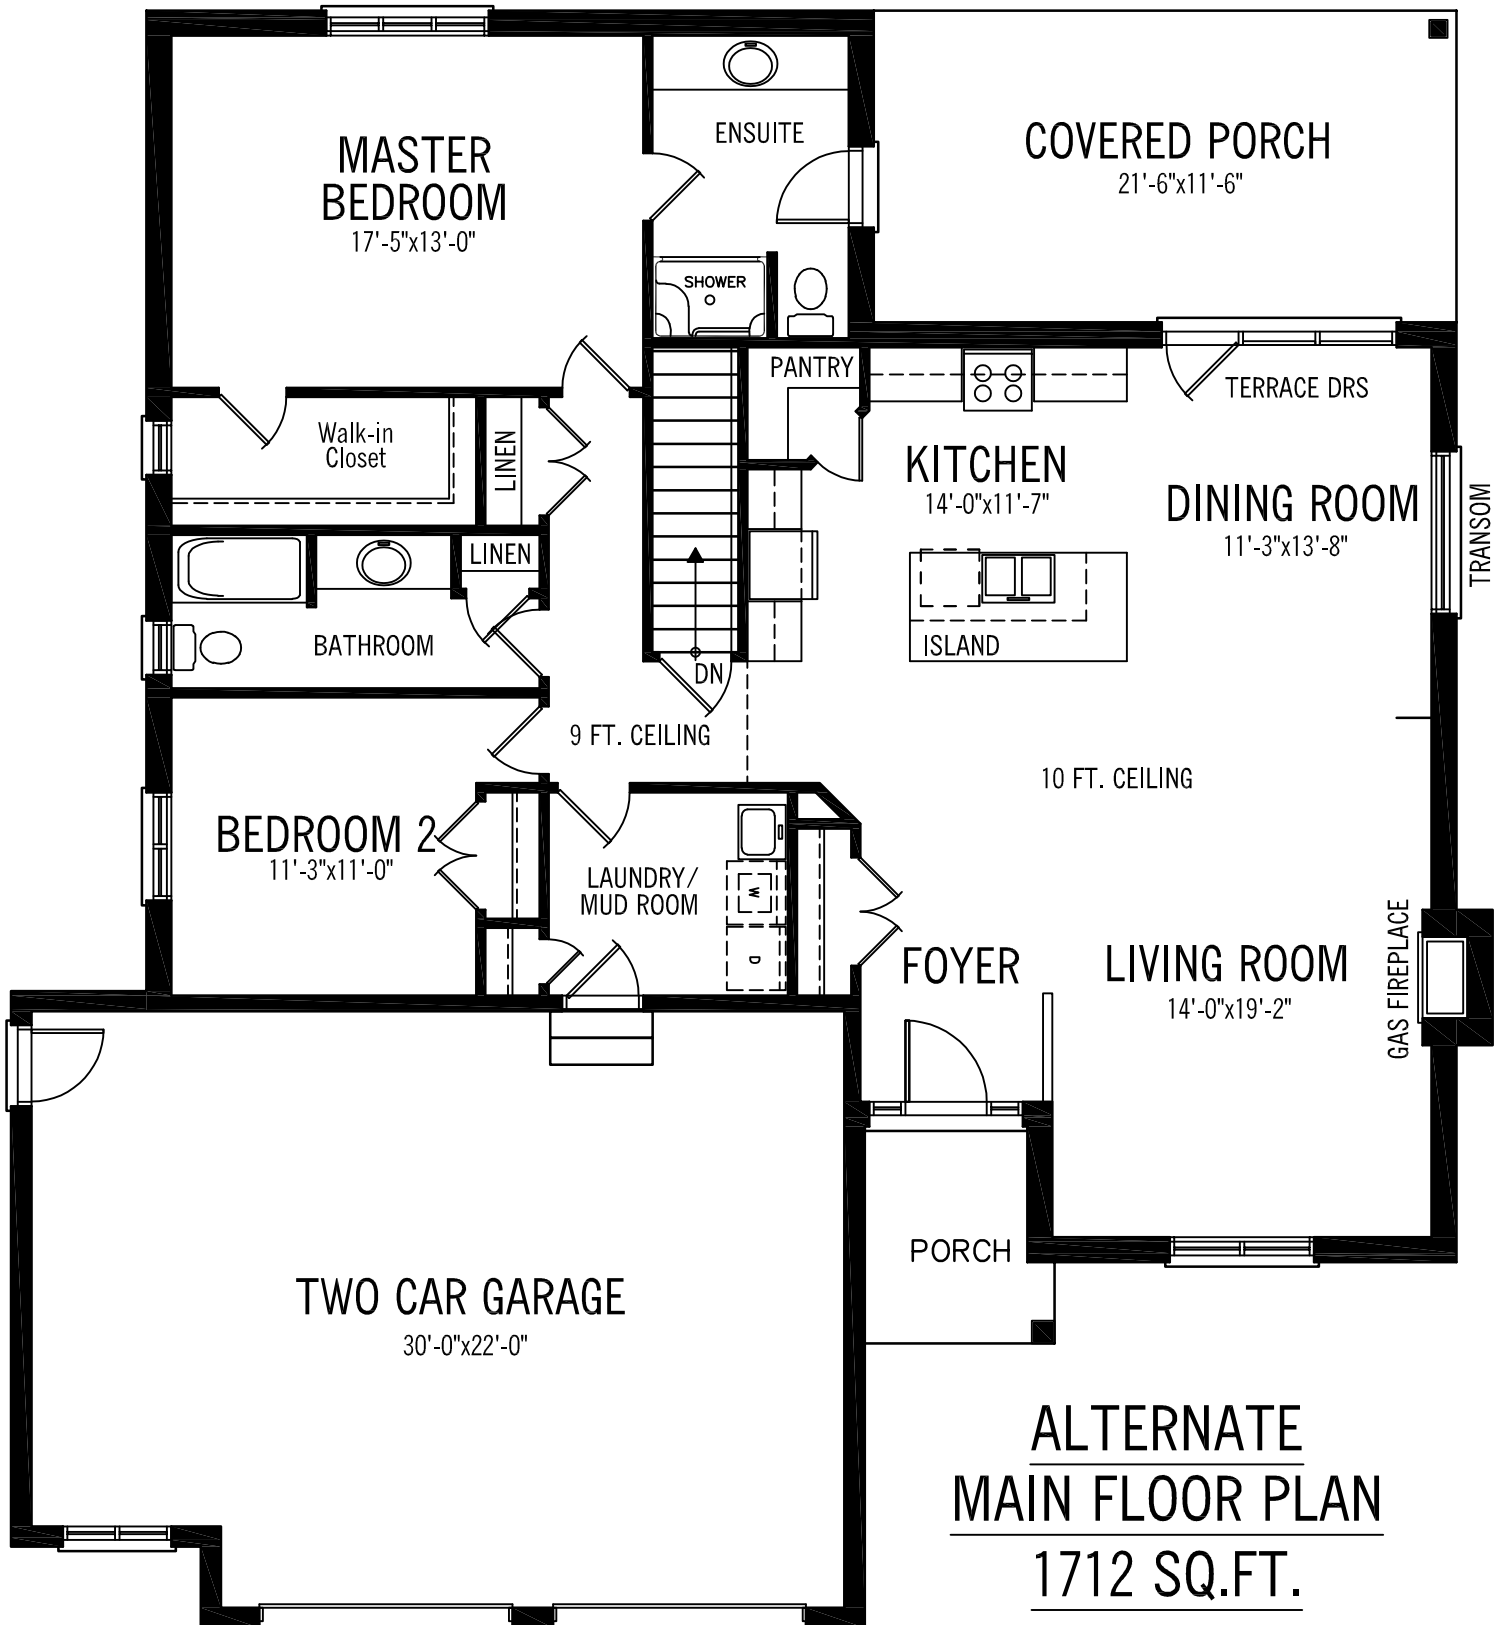 MASTER
BEDROOM
17'-5"x13'-0"
ENSUITE
SHOWER
COVERED PORCH
21'-6"x11'-6"
PANTRY
TERRACE DRS
Walk-in
Closet
LINEN
KITCHEN
14'-0"x11'-7"
DINING ROOM
11'-3"x13'-8"
TRANSOM
LINEN
BATHROOM
ISLAND
DN
9 FT. CEILING
10 FT. CEILING
BEDROOM 2
11'-3"x11'-0"
LAUNDRY/
MUD ROOM
W
D
FOYER
LIVING ROOM
14'-0"x19'-2"
GAS FIREPLACE
PORCH
TWO CAR GARAGE
30'-0"x22'-0"
ALTERNATE
MAIN FLOOR PLAN
1712 SQ.FT.